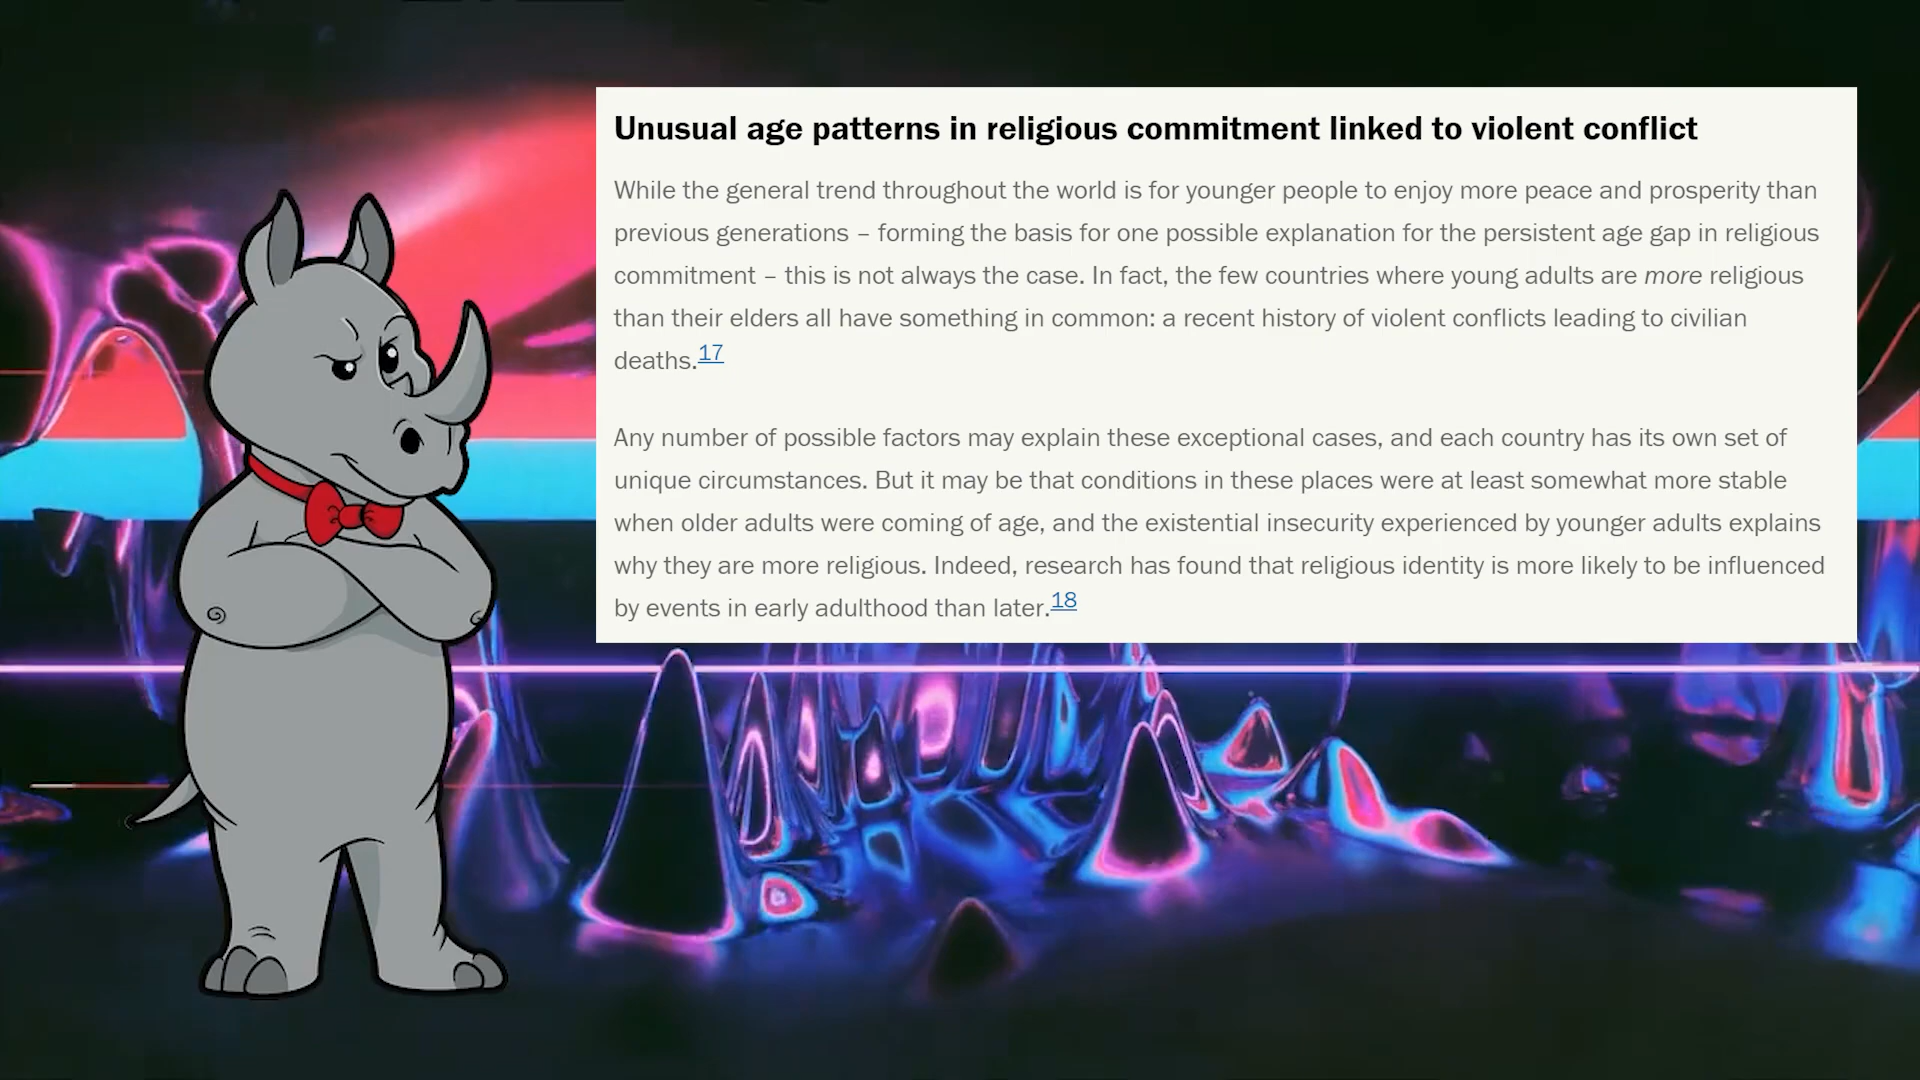 Unusual age patterns in religious commitment linked to violent conflict
While the general trend throughout the world is for younger people to enjoy more peace and prosperity than
previous generations – forming the basis for one possible explanation for the persistent age gap in religious
commitment – this is not always the case. In fact, the few countries where young adults are more religious
than their elders all have something in common: a recent history of violent conflicts leading to civilian
deaths.17
Any number of possible factors may explain these exceptional cases, and each country has its own set of
unique circumstances. But it may be that conditions in these places were at least somewhat more stable
when older adults were coming of age, and the existential insecurity experienced by younger adults explains
why they are more religious. Indeed, research has found that religious identity is more likely to be influenced
by events in early adulthood than later.18